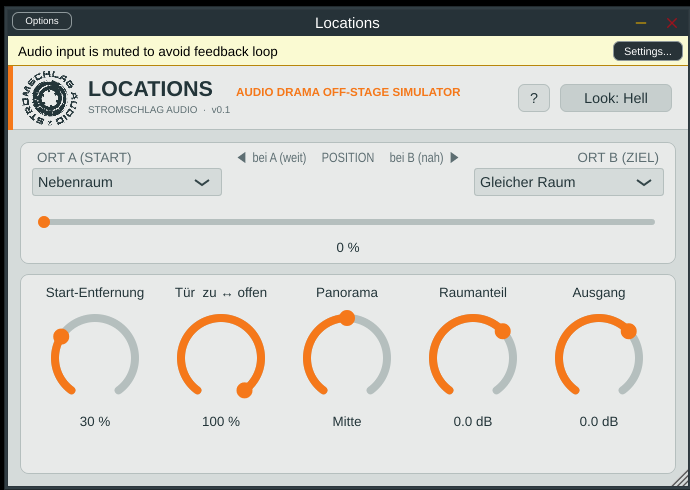 Options
Locations
Audio input is muted to avoid feedback loop
Settings...
STROMSCHLAG AUDIO
LOCATIONS
AUDIO DRAMA OFF-STAGE SIMULATOR
STROMSCHLAG AUDIO · v0.1
?
Look: Hell
ORT A (START)
◀ bei A (weit) POSITION bei B (nah) ▶
ORT B (ZIEL)
Nebenraum
Gleicher Raum
0 %
Start-Entfernung
Tür zu ↔ offen
Panorama
Raumanteil
Ausgang
30 %
100 %
Mitte
0.0 dB
0.0 dB